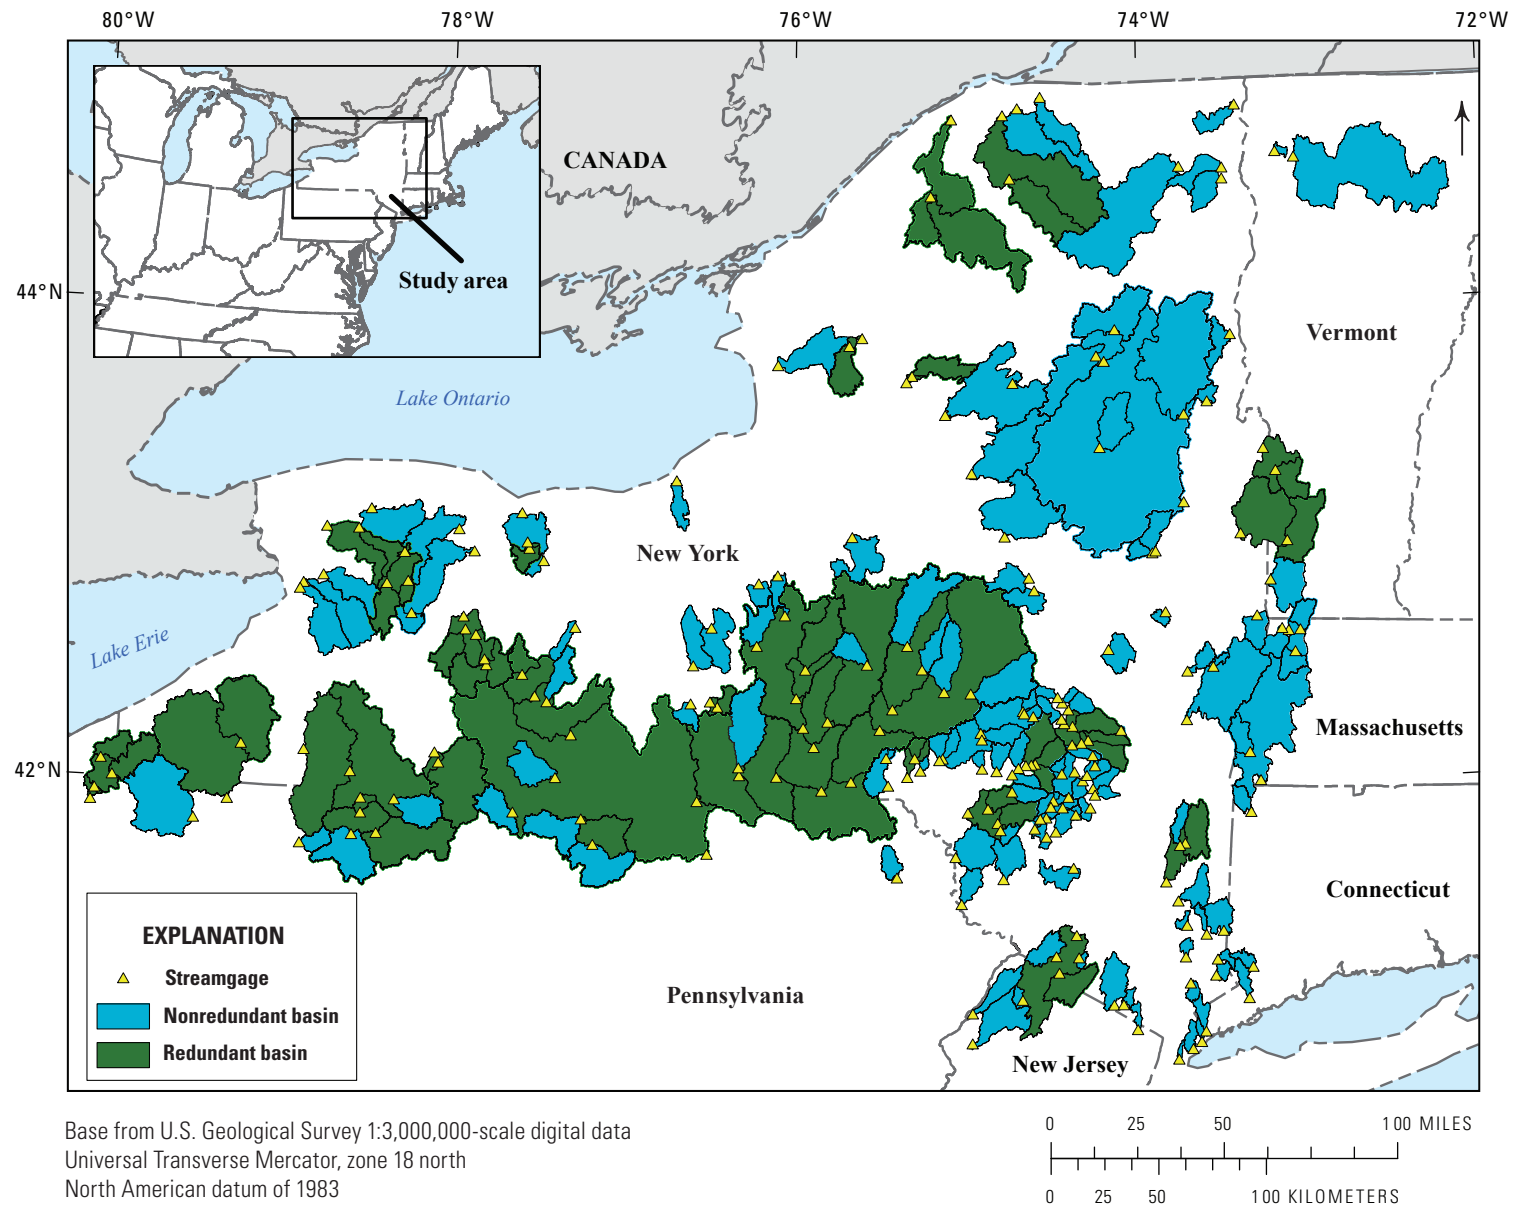 80°W
78°W
76°W
74°W
72°W
CANADA
Study area
44°N
Vermont
Lake Ontario
New York
Lake Erie
Massachusetts
42°N
Connecticut
EXPLANATION
Streamgage
Nonredundant basin
Redundant basin
Pennsylvania
New Jersey
Base from U.S. Geological Survey 1:3,000,000-scale digital data
Universal Transverse Mercator, zone 18 north
North American datum of 1983
0 25 50 100 MILES
0 25 50 100 KILOMETERS